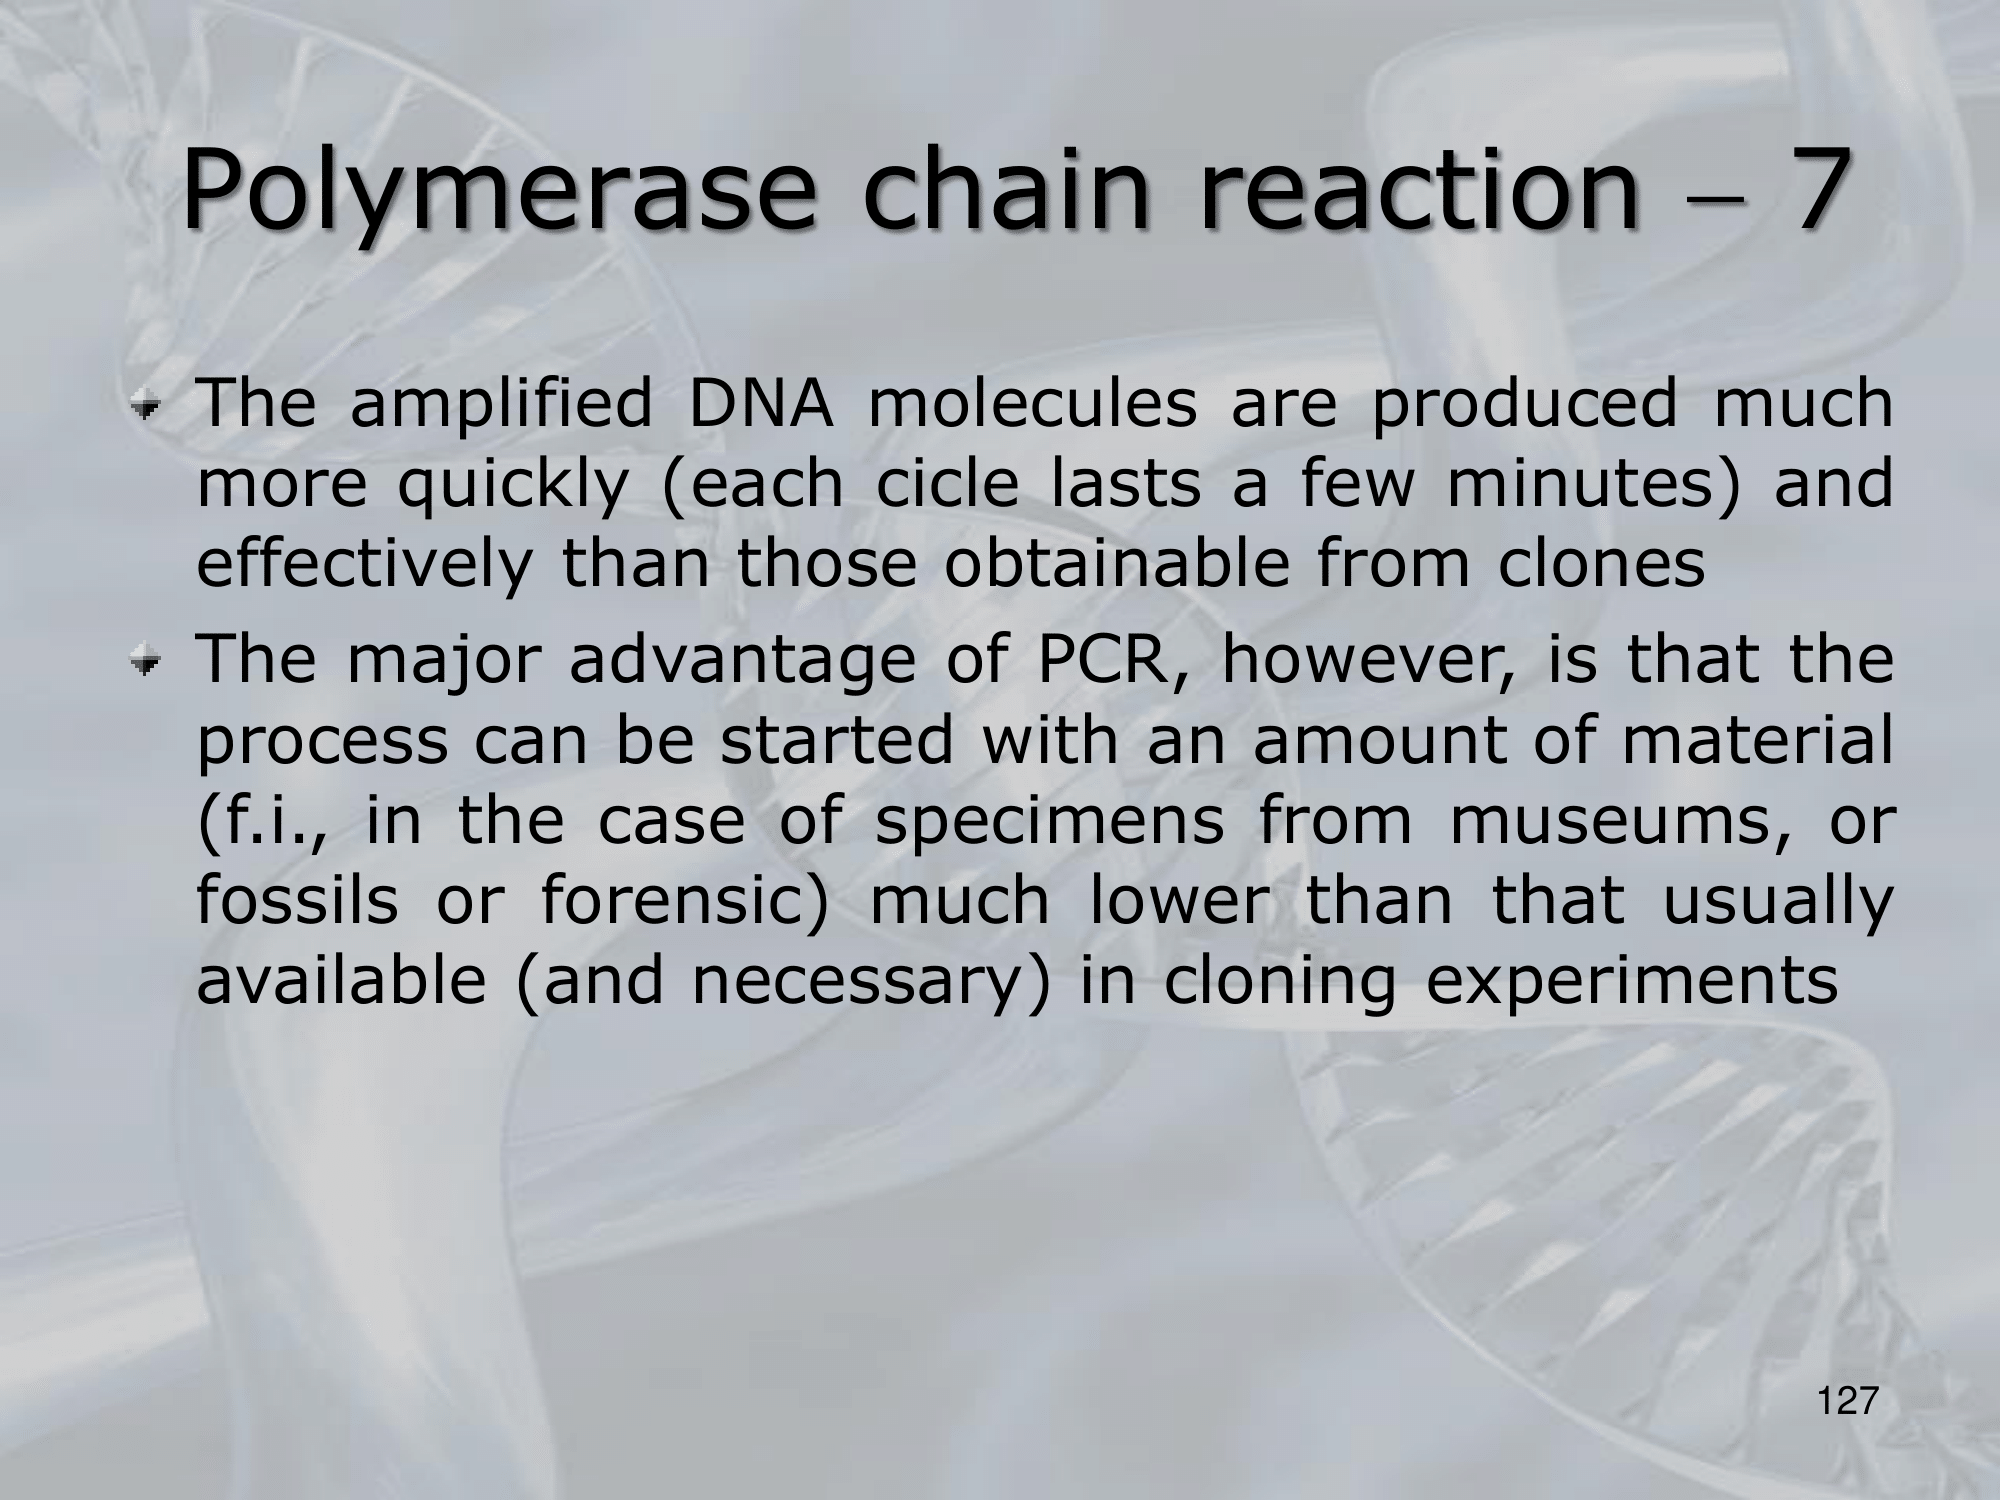 Polymerase chain reaction – 7
The amplified DNA molecules are produced much
more quickly (each cicle lasts a few minutes) and
effectively than those obtainable from clones
The major advantage of PCR, however, is that the
process can be started with an amount of material
(f.i., in the case of specimens from museums, or
fossils or forensic) much lower than that usually
available (and necessary) in cloning experiments
127